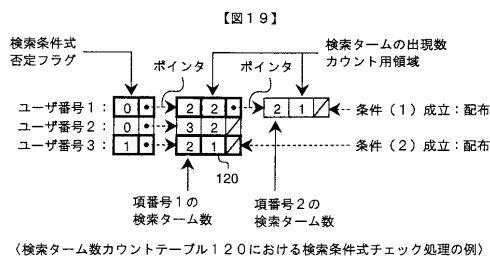 【図19】
検索条件式
否定フラグ
検索タームの出現数
カウント用領域
ポインタ
ポインタ
ユーザ番号1: 0 2 2 2 1 条件(1)成立:配布
ユーザ番号2: 0 3 2
ユーザ番号3: 1 2 1 条件(2)成立:配布
120
項番号1の
検索ターム数
項番号2の
検索ターム数
〈検索ターム数カウントテーブル120における検索条件式チェック処理の例〉